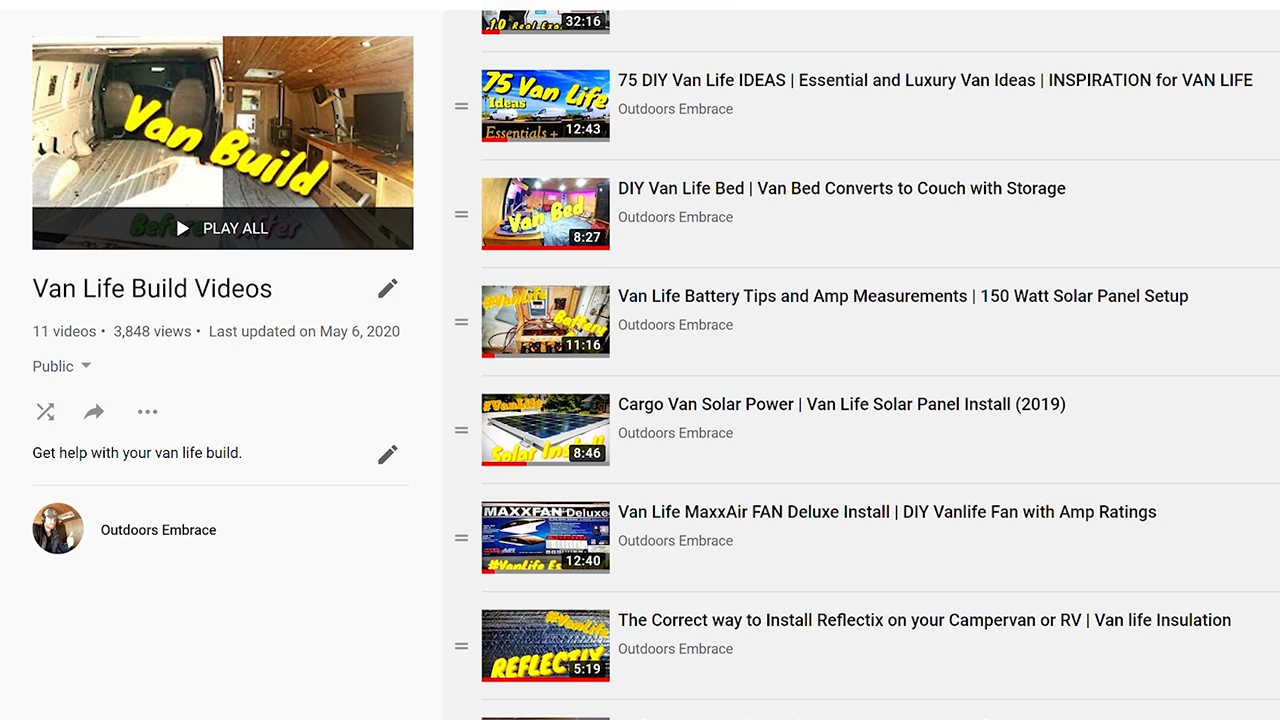 Van Build
Before After
PLAY ALL
Van Life Build Videos
11 videos • 3,848 views • Last updated on May 6, 2020
Public
Get help with your van life build.
Outdoors Embrace
32:16
75 Van Life
Ideas
Essentials +
12:43
75 DIY Van Life IDEAS | Essential and Luxury Van Ideas | INSPIRATION for VAN LIFE
Outdoors Embrace
Van Bed
8:27
DIY Van Life Bed | Van Bed Converts to Couch with Storage
Outdoors Embrace
#VanLife
Battery
11:16
Van Life Battery Tips and Amp Measurements | 150 Watt Solar Panel Setup
Outdoors Embrace
#VanLife
Solar Install
8:46
Cargo Van Solar Power | Van Life Solar Panel Install (2019)
Outdoors Embrace
MAXXFAN Deluxe
#VanLife Es
12:40
Van Life MaxxAir FAN Deluxe Install | DIY Vanlife Fan with Amp Ratings
Outdoors Embrace
#VanLife
REFLECTIX
5:19
The Correct way to Install Reflectix on your Campervan or RV | Van life Insulation
Outdoors Embrace